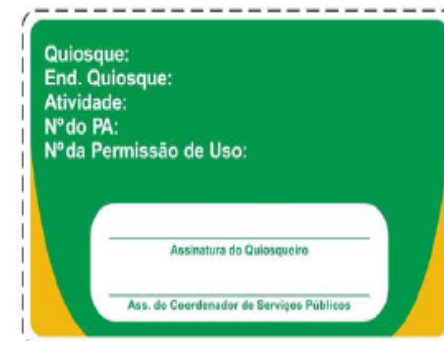 Quiosque:
End. Quiosque:
Atividade:
Nº do PA:
Nº da Permissão de Uso:
Assinatura do Quiosqueiro
Ass. do Coordenador de Serviços Públicos